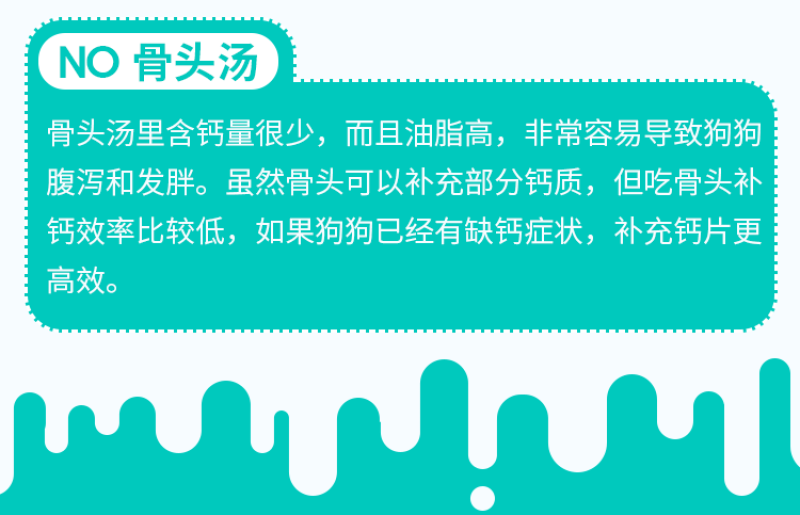 NO 骨头汤
骨头汤里含钙量很少，而且油脂高，非常容易导致狗狗
腹泻和发胖。虽然骨头可以补充部分钙质，但吃骨头补
钙效率比较低，如果狗狗已经有缺钙症状，补充钙片更
高效。